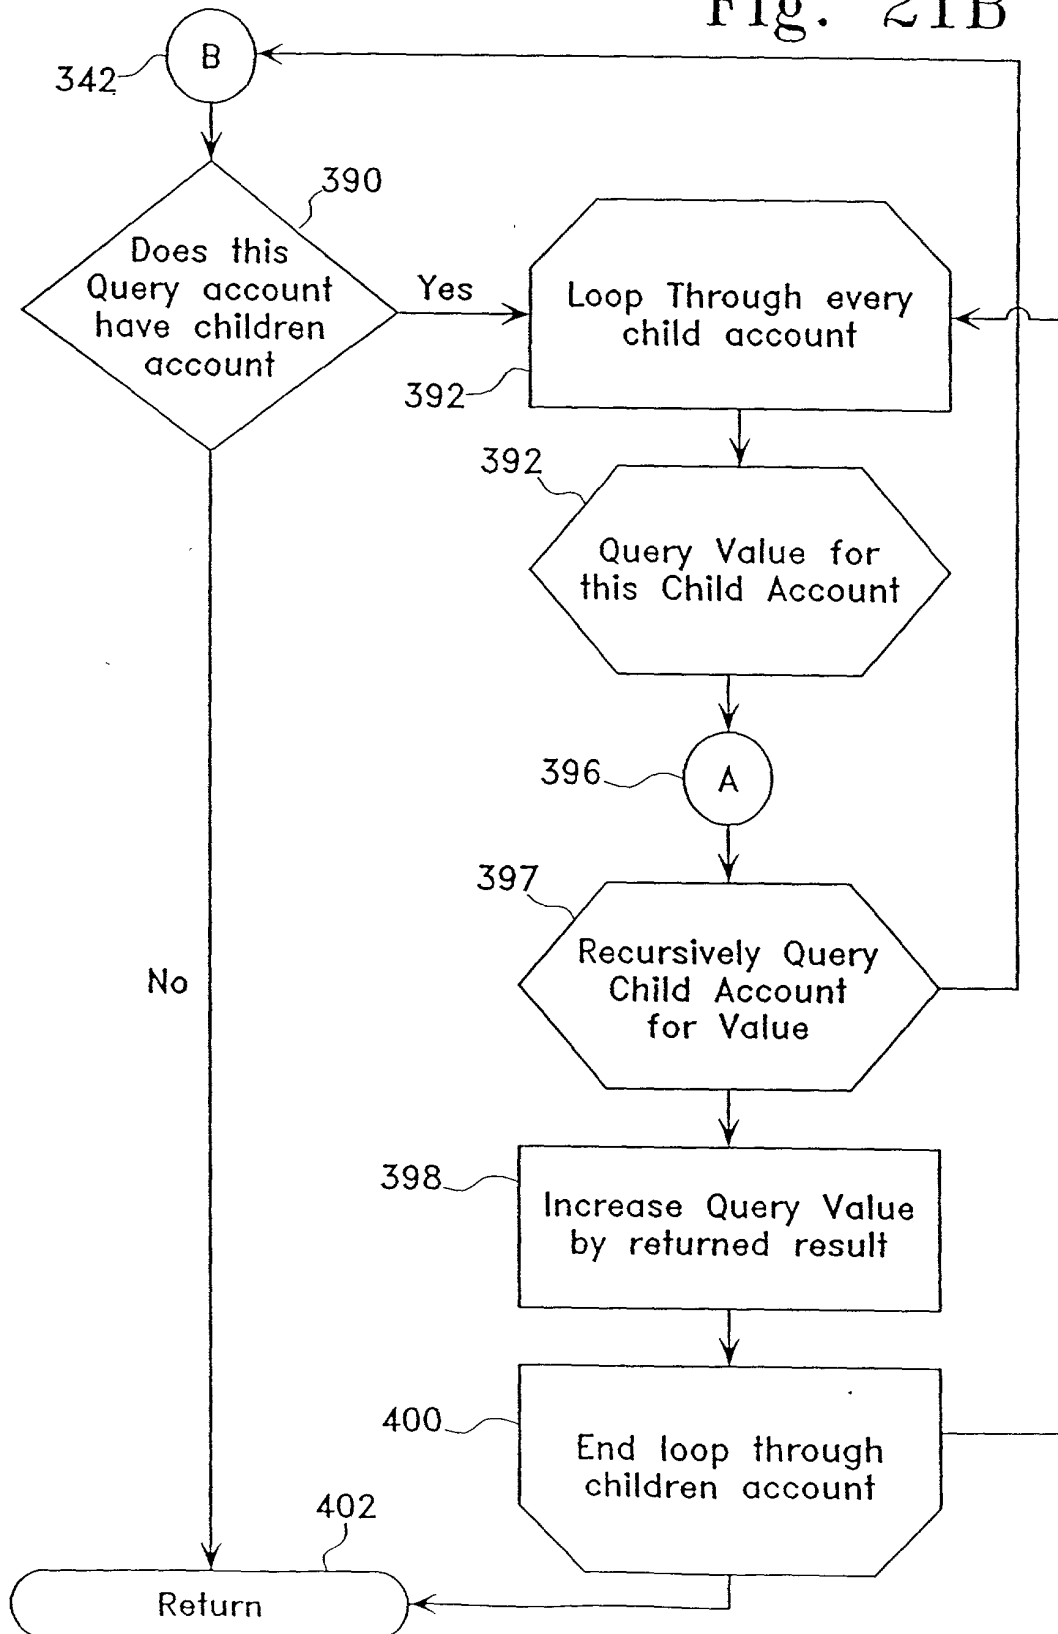 Fig. 21B
B
342
390
Does this
Query account
have children
account
Yes
Loop Through every
child account
392
392
Query Value for
this Child Account
A
396
397
Recursively Query
Child Account
for Value
No
398
Increase Query Value
by returned result
400
End loop through
children account
402
Return